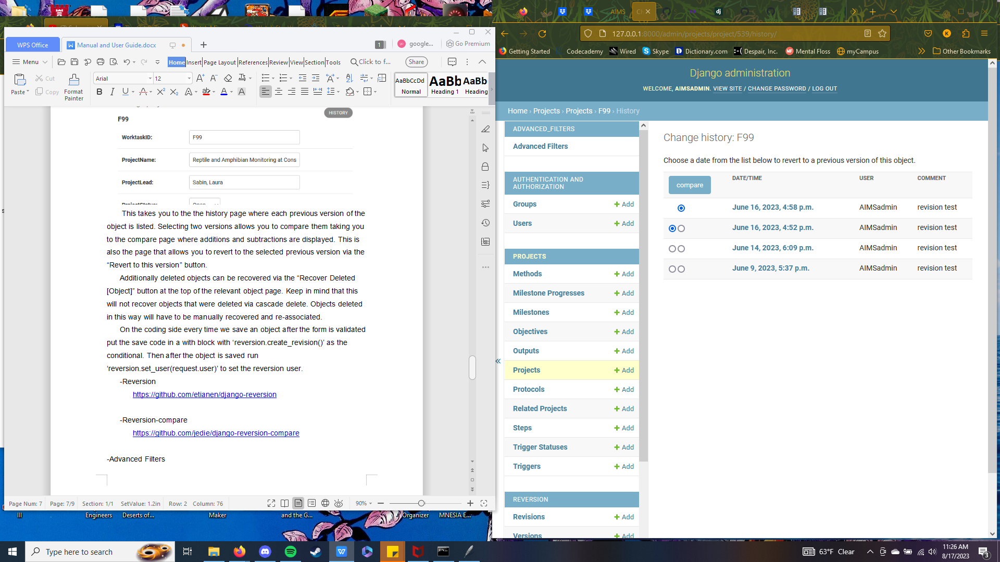 WPS Office
Manual and User Guide.docx
1
google...
Go Premium
Menu
Home
Insert
Page Layout
References
Review
View
Section
Tools
Click to f...
Share
Paste
Cut
Copy
Format
Painter
Arial
12
AaBbCcDd
Normal
AaBb
Heading 1
AaBb
Heading
HISTORY
F99
WorktaskID:
F99
ProjectName:
Reptile and Amphibian Monitoring at Cons
ProjectLead:
Sabin, Laura
This takes you to the the history page where each previous version of the
object is listed. Selecting two versions allows you to compare them taking you
to the compare page where additions and subtractions are displayed. This is
also the page that allows you to revert to the selected previous version via the
“Revert to this version” button.
Additionally deleted objects can be recovered via the “Recover Deleted
[Object]” button at the top of the relevant object page. Keep in mind that this
will not recover objects that were deleted via cascade delete. Objects deleted
in this way will have to be manually recovered and re-associated.
On the coding side every time we save an object after the form is validated
put the save code in a with block with ‘reversion.create_revision()’ as the
conditional. Then after the object is saved run
‘reversion.set_user(request.user)’ to set the reversion user.
-Reversion
https://github.com/etianen/django-reversion
-Reversion-compare
https://github.com/jedie/django-reversion-compare
-Advanced Filters
Page Num: 7
Page: 7/9
Section: 1/1
SetValue: 1.2in
Row: 2
Column: 76
90%
III
Engineers
Deserts of...
Maker
and the G...
Organizer
MNESIA E...
AIMS
127.0.0.1:8000/admin/projects/project/539/history/
Getting Started
Codecademy
Wired
Skype
Dictionary.com
Despair, Inc.
Mental Floss
myCampus
Other Bookmarks
Django administration
WELCOME, AIMSADMIN. VIEW SITE / CHANGE PASSWORD / LOG OUT
Home › Projects › Projects › F99 › History
ADVANCED_FILTERS
Advanced Filters
AUTHENTICATION AND
AUTHORIZATION
Groups
Add
Users
Add
PROJECTS
Methods
Add
Milestone Progresses
Add
Milestones
Add
Objectives
Add
Outputs
Add
Projects
Add
Protocols
Add
Related Projects
Add
Steps
Add
Trigger Statuses
Add
Triggers
Add
REVERSION
Revisions
Add
Versions
Add
Change history: F99
Choose a date from the list below to revert to a previous version of this object.
compare
DATE/TIME
USER
COMMENT
June 16, 2023, 4:58 p.m.
AIMSadmin
revision test
June 16, 2023, 4:52 p.m.
AIMSadmin
revision test
June 14, 2023, 6:09 p.m.
AIMSadmin
revision test
June 9, 2023, 5:37 p.m.
AIMSadmin
revision test
Type here to search
63°F Clear
11:26 AM
8/17/2023
3